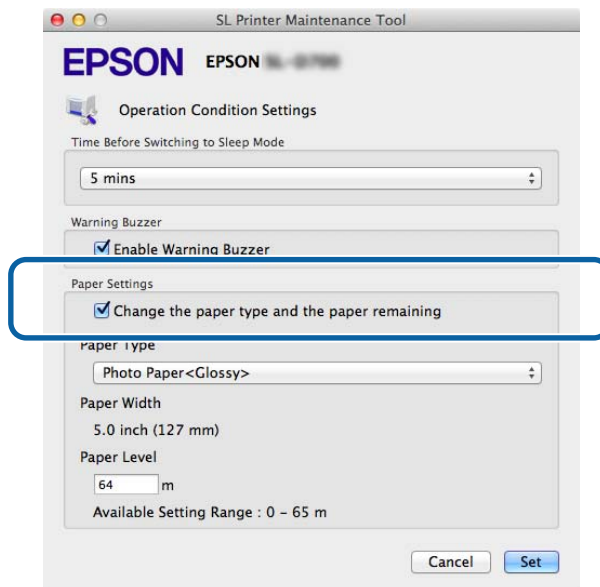 SL Printer Maintenance Tool
EPSON EPSON
Operation Condition Settings
Time Before Switching to Sleep Mode
5 mins
Warning Buzzer
Enable Warning Buzzer
Paper Settings
Change the paper type and the paper remaining
Paper Type
Photo Paper<Glossy>
Paper Width
5.0 inch (127 mm)
Paper Level
64 m
Available Setting Range : 0 – 65 m
Cancel Set